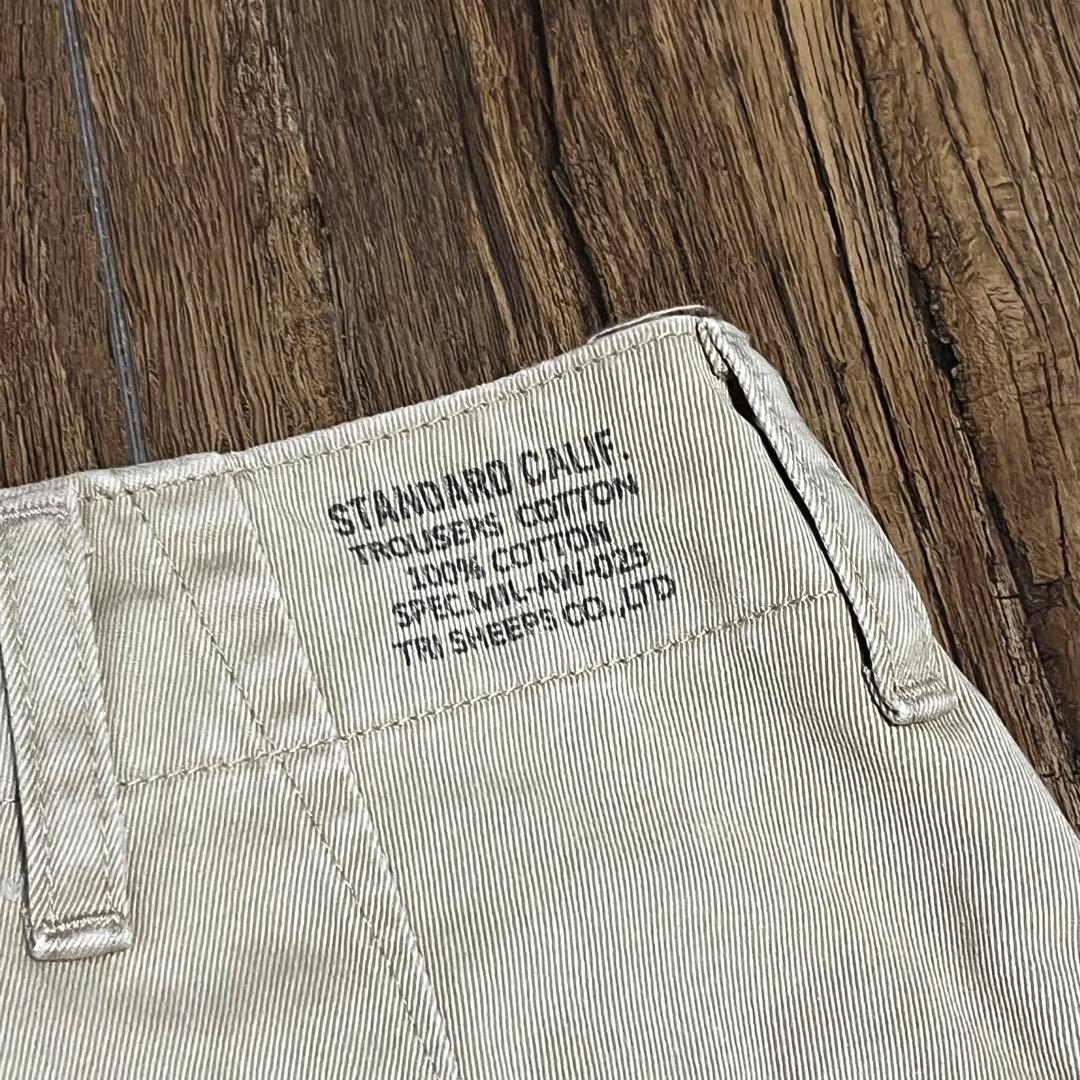 STANDARD CALIF.
TROUSERS COTTON
100% COTTON
SPEC.MIL-AW-025
TRI SHEEPS CO.,LTD